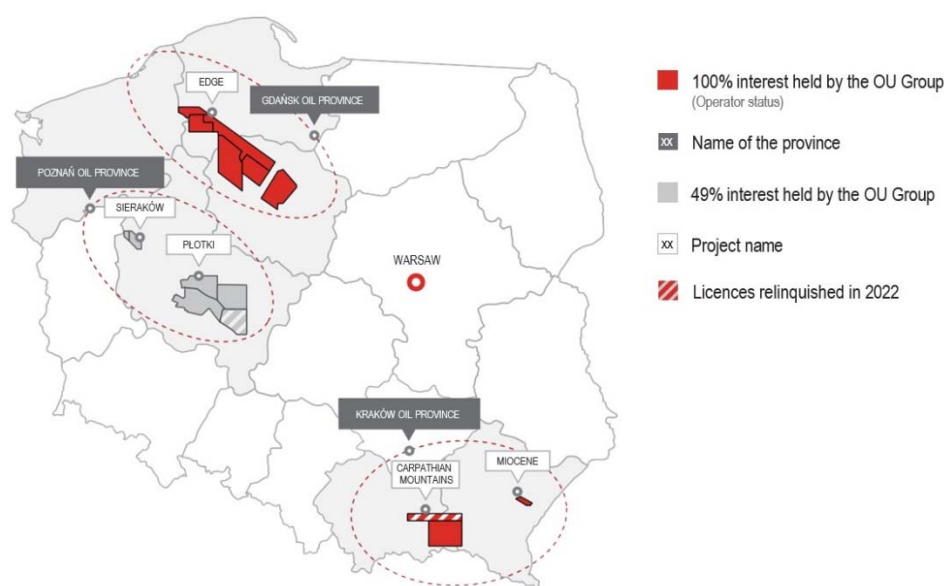 EDGE
GDAŃSK OIL PROVINCE
POZNAŃ OIL PROVINCE
SIERAKÓW
PŁOTKI
WARSAW
KRAKÓW OIL PROVINCE
CARPATHIAN
MOUNTAINS
MIOCENE
100% interest held by the OU Group
(Operator status)
xx Name of the province
49% interest held by the OU Group
xx Project name
Licences relinquished in 2022